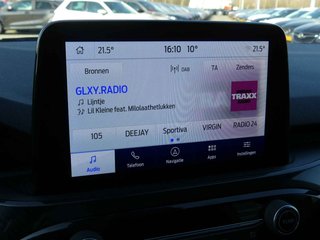 21.5° 16:10 10° 21.5°
Bronnen DAB TA Zenders
GLXY.RADIO
Lijntje
Lil Kleine feat. Milolaathetlukken
TRAXX
105 DEEJAY Sportiva VIRGIN RADIO 24
Audio Telefoon Navigatie Apps Instellingen